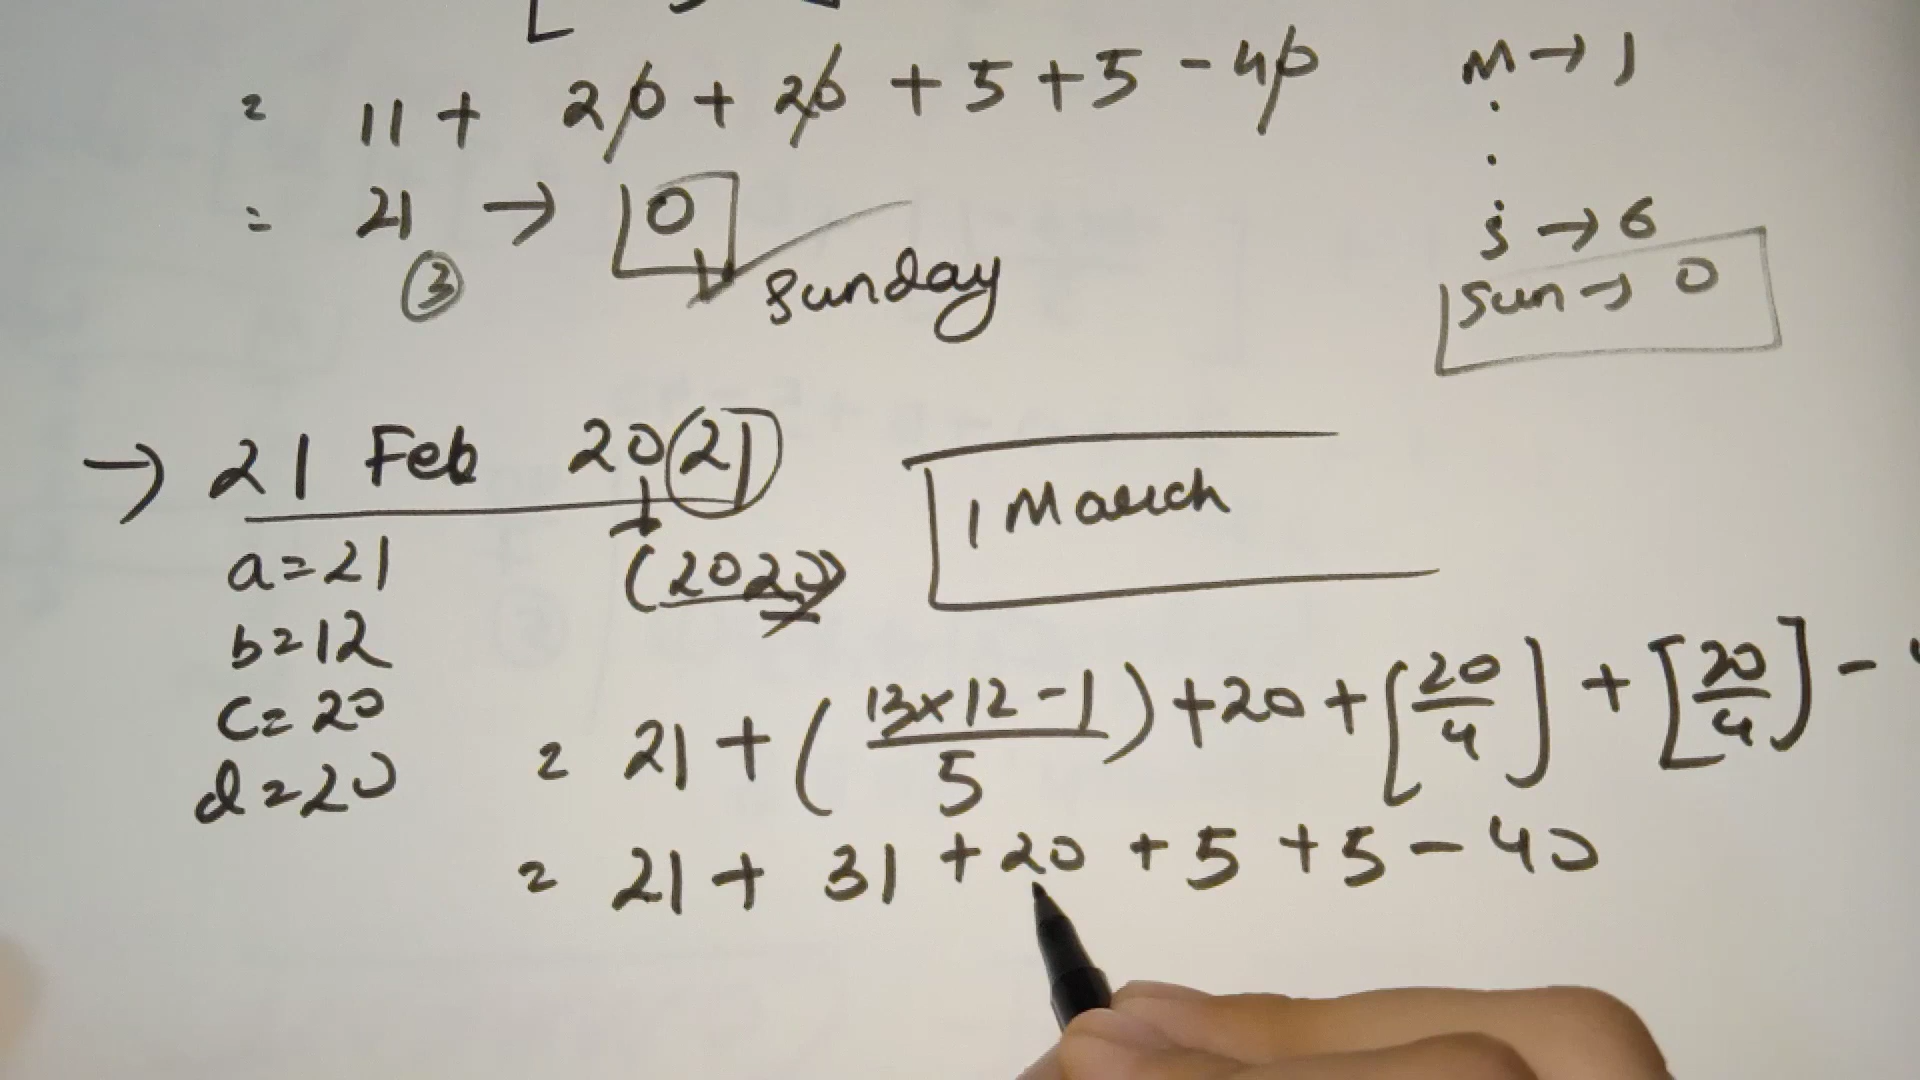 = 11 + 20 + 20 + 5 + 5 - 40
= 21 → 0
③
Sunday
M → 1
.
.
S → 6
Sun → 0
→ 21 Feb 2021
(2020)
1 March
a = 21
b = 12
c = 20
d = 20
= 21 + (13×12-1/5) + 20 + [20/4] + [20/4] -
= 21 + 31 + 20 + 5 + 5 - 40